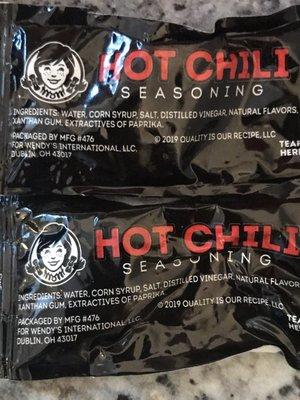 HOT CHILI
SEASONING
INGREDIENTS: WATER, CORN SYRUP, SALT, DISTILLED VINEGAR, NATURAL FLAVORS,
XANTHAN GUM, EXTRACTIVES OF PAPRIKA.
PACKAGED BY MFG #476
FOR WENDY'S INTERNATIONAL, LLC.
DUBLIN, OH 43017
© 2019 QUALITY IS OUR RECIPE, LLC
TEAR
HERE
HOT CHILI
SEASONING
INGREDIENTS: WATER, CORN SYRUP, SALT, DISTILLED VINEGAR, NATURAL FLAVOR
XANTHAN GUM, EXTRACTIVES OF PAPRIKA
PACKAGED BY MFG #476
FOR WENDY'S INTERNATIONAL, LLC.
DUBLIN, OH 43017
© 2019 QUALITY IS OUR RECIPE, LLC